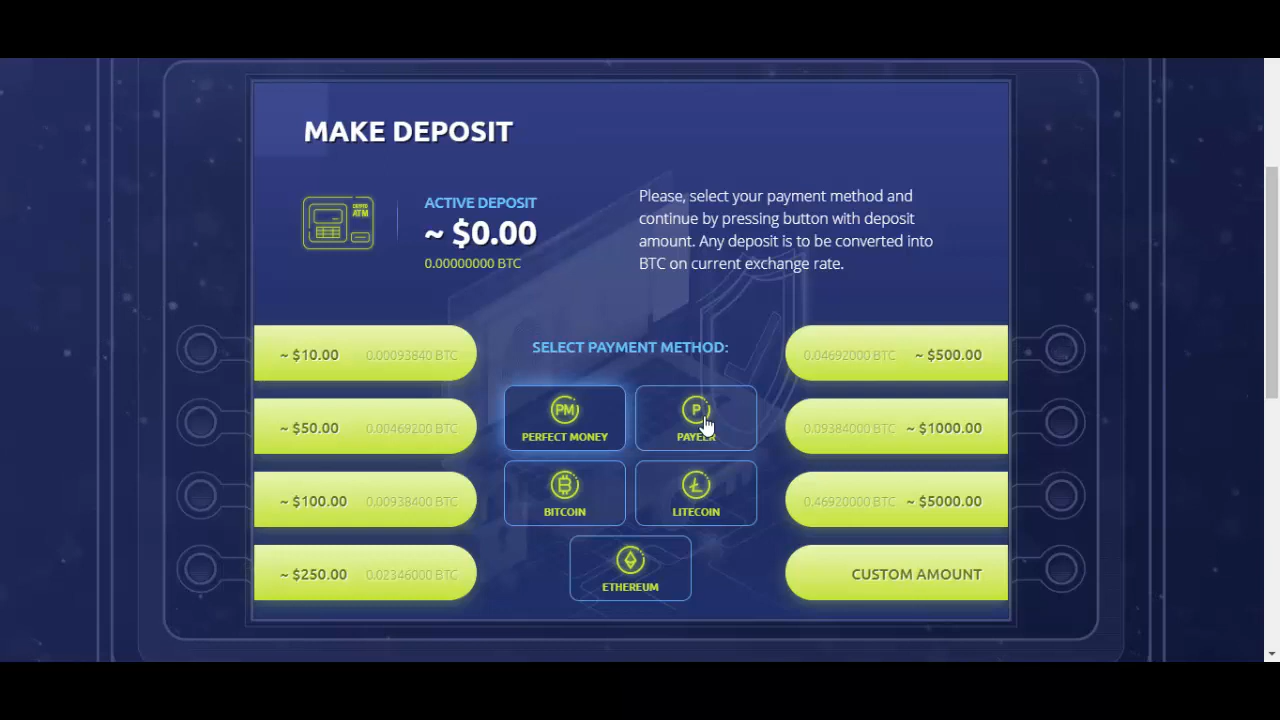 MAKE DEPOSIT
CRYPTO
ATM
ACTIVE DEPOSIT
~ $0.00
0.00000000 BTC
Please, select your payment method and
continue by pressing button with deposit
amount. Any deposit is to be converted into
BTC on current exchange rate.
SELECT PAYMENT METHOD:
~ $10.00 0.00093840 BTC
~ $50.00 0.00469200 BTC
~ $100.00 0.00938400 BTC
~ $250.00 0.02346000 BTC
PM
PERFECT MONEY
P
PAYEER
BITCOIN
LITECOIN
ETHEREUM
0.04692000 BTC ~ $500.00
0.09384000 BTC ~ $1000.00
0.46920000 BTC ~ $5000.00
CUSTOM AMOUNT